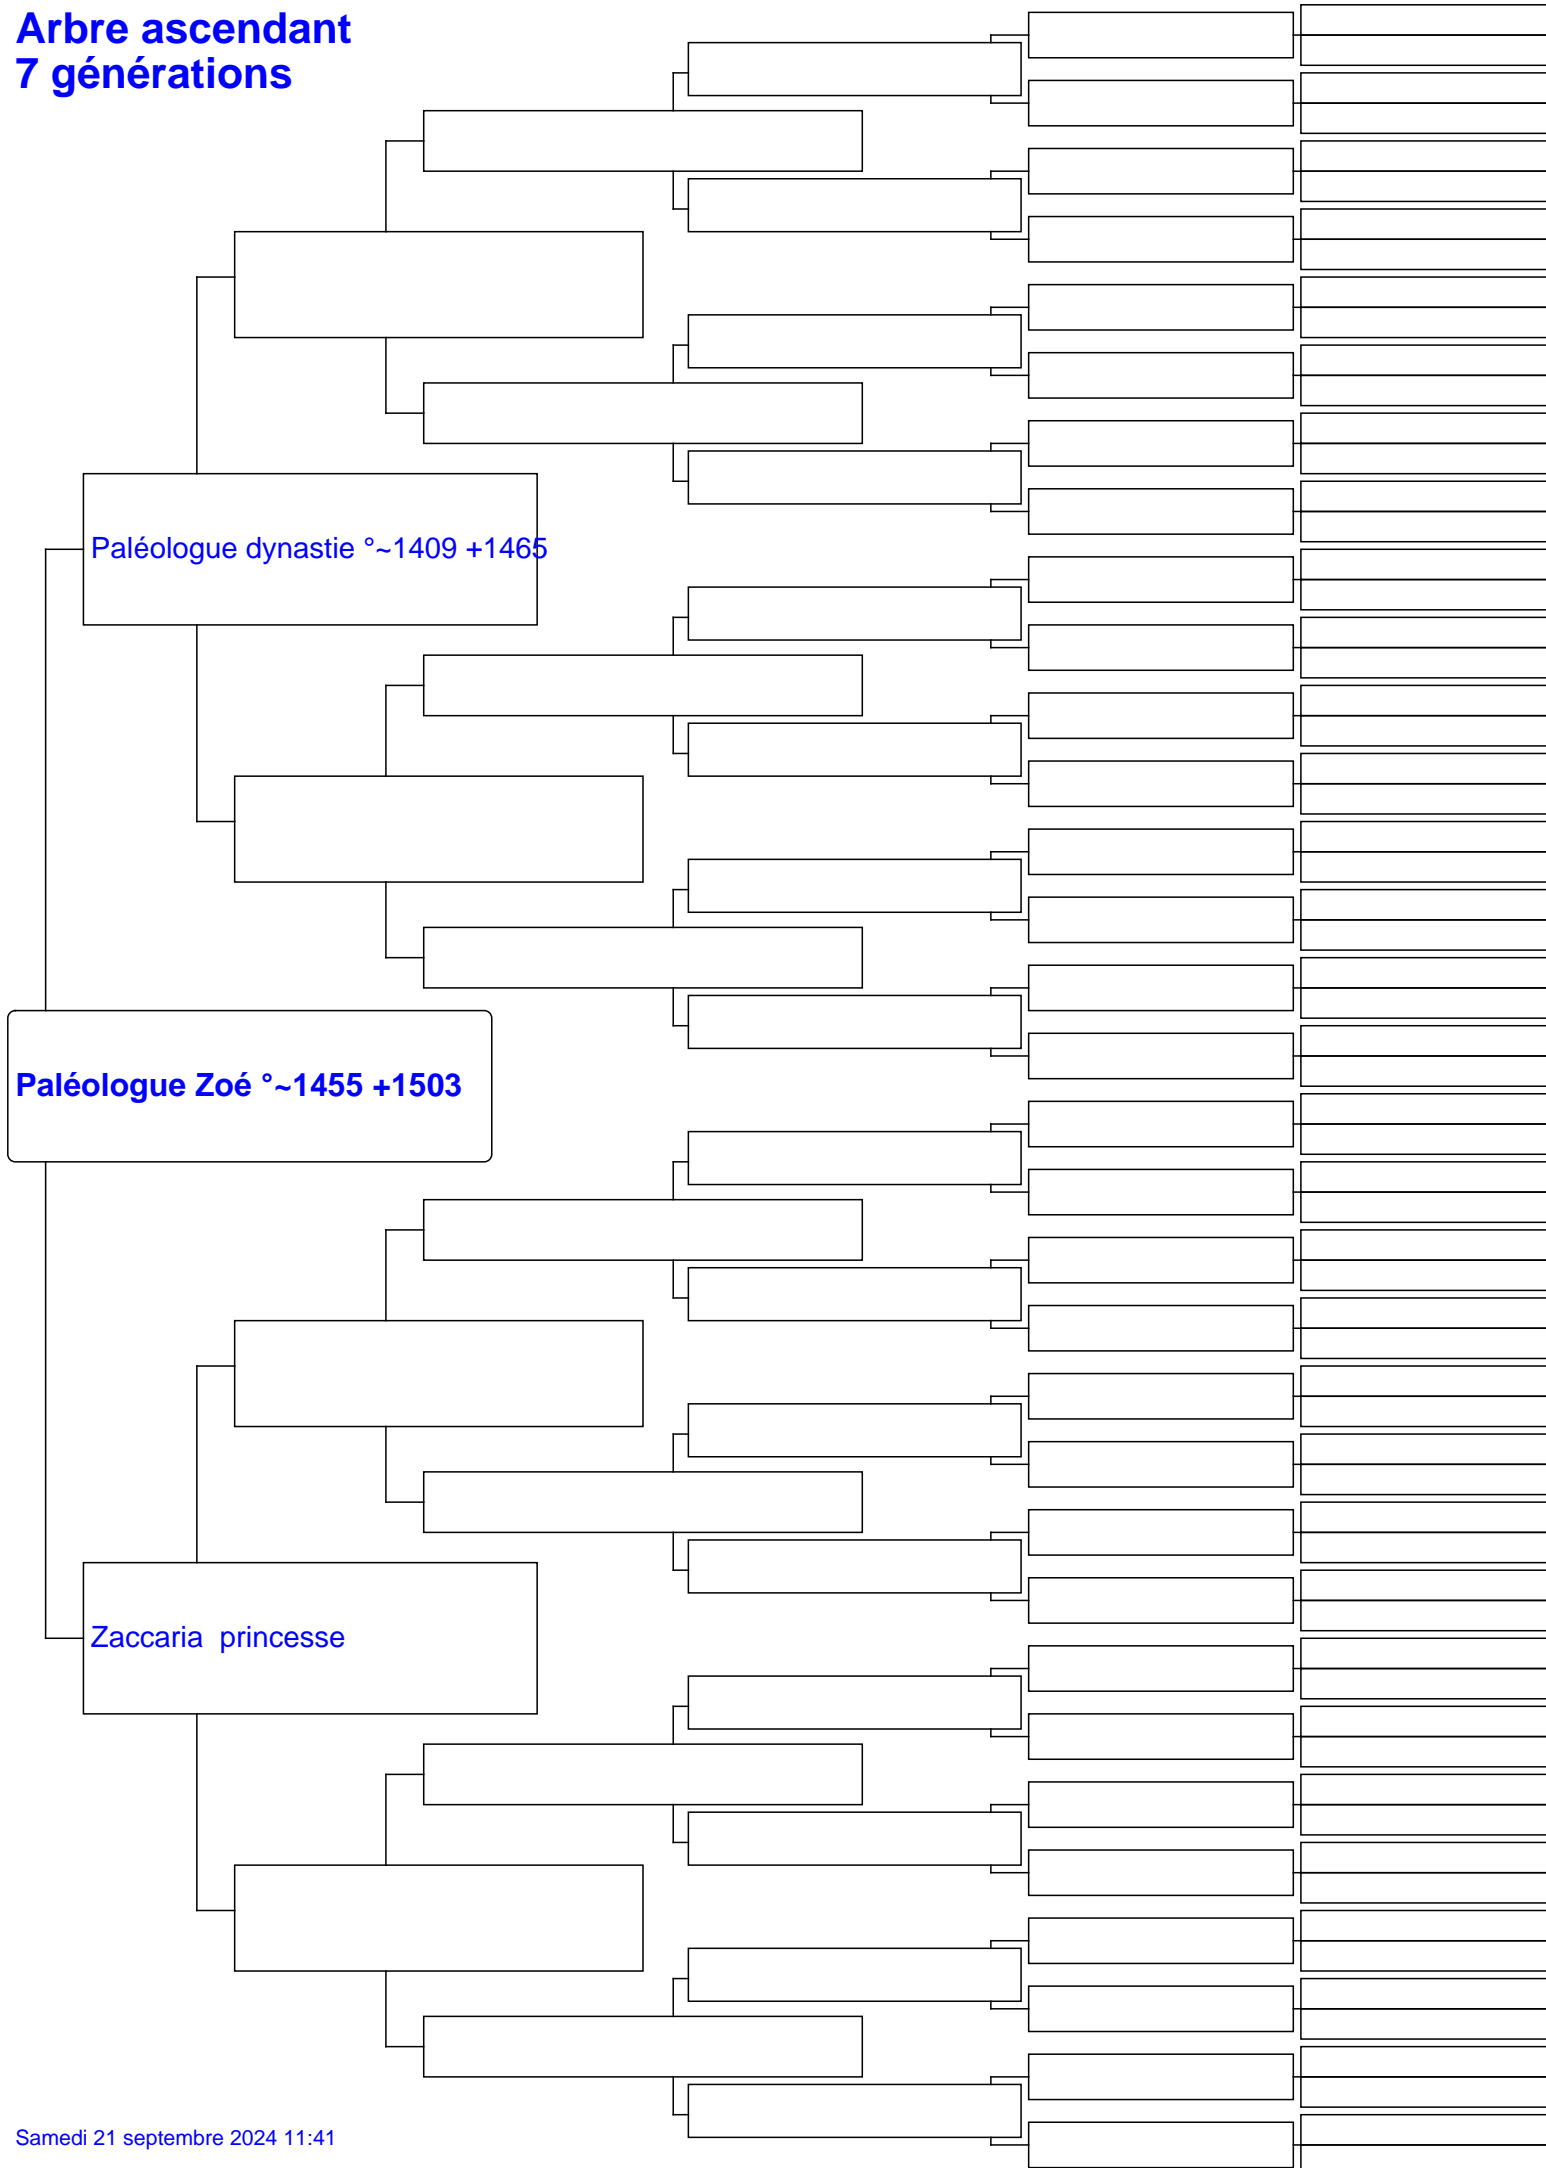 Arbre ascendant
7 générations
Paléologue dynastie °~1409 +1465
Paléologue Zoé °~1455 +1503
Zaccaria  princesse
Samedi 21 septembre 2024 11:41